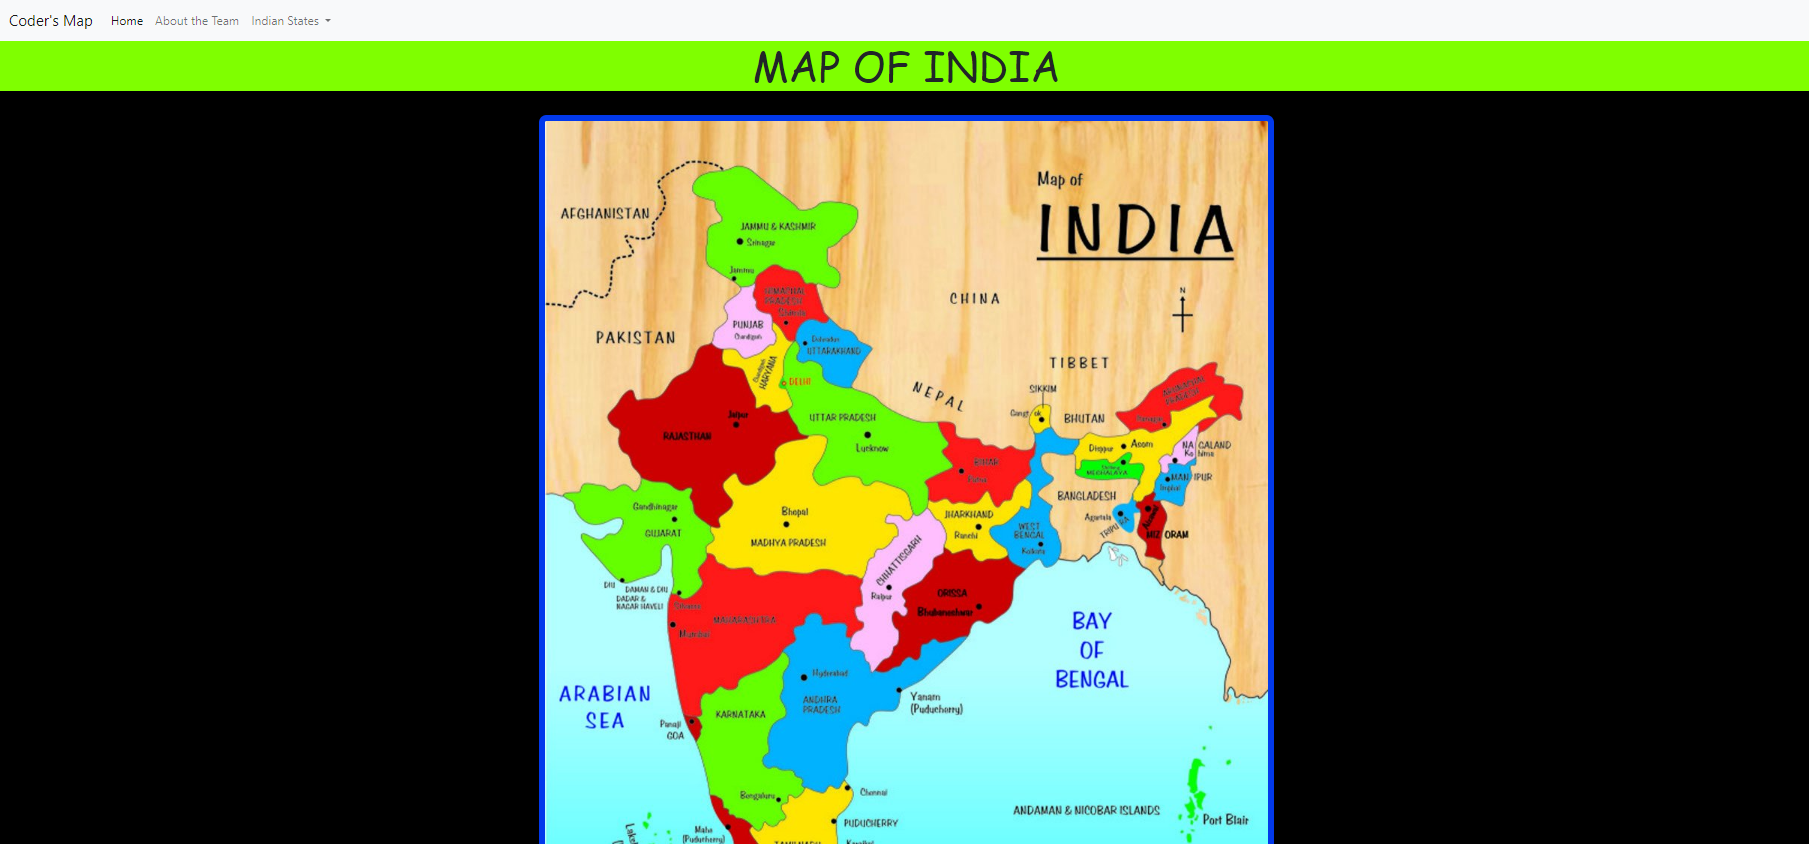 Coder's Map Home About the Team Indian States
MAP OF INDIA
Map of
INDIA
AFGHANISTAN
JAMMU & KASHMIR
Srinagar
Jammu
HIMACHAL
PRADESH
Shimla
CHINA
N
PAKISTAN
PUNJAB
Chandigarh
Dehradun
UTTARAKHAND
TIBBET
Chandigarh
HARYANA
DELHI
NEPAL
SIKKIM
ARUNACHAL
PRADESH
Gangtok
BHUTAN
Itanagar
Jaipur
RAJASTHAN
UTTAR PRADESH
Lucknow
Dispur
Assm
NAGALAND
Kohima
BIHAR
Patna
MEGHALAYA
MANIPUR
Imphal
BANGLADESH
Gandhinagar
GUJARAT
Bhopal
MADHYA PRADESH
JHARKHAND
Ranchi
WEST
BENGAL
Kolkata
Agartala
TRIPURA
Aizawl
MIZORAM
CHHATTISGARH
Raipur
DIU
DAMAN & DIU
DADAR &
NAGAR HAVELI
Silvassa
ORISSA
Bhubaneshwar
MAHARASHTRA
Mumbai
BAY
OF
BENGAL
Hyderabad
ANDHRA
PRADESH
Yanam
(Puducherry)
ARABIAN
SEA
KARNATAKA
Panaji
GOA
Bengaluru
Chennai
ANDAMAN & NICOBAR ISLANDS
Port Blair
PUDUCHERRY
Mahe
(Puducherry)